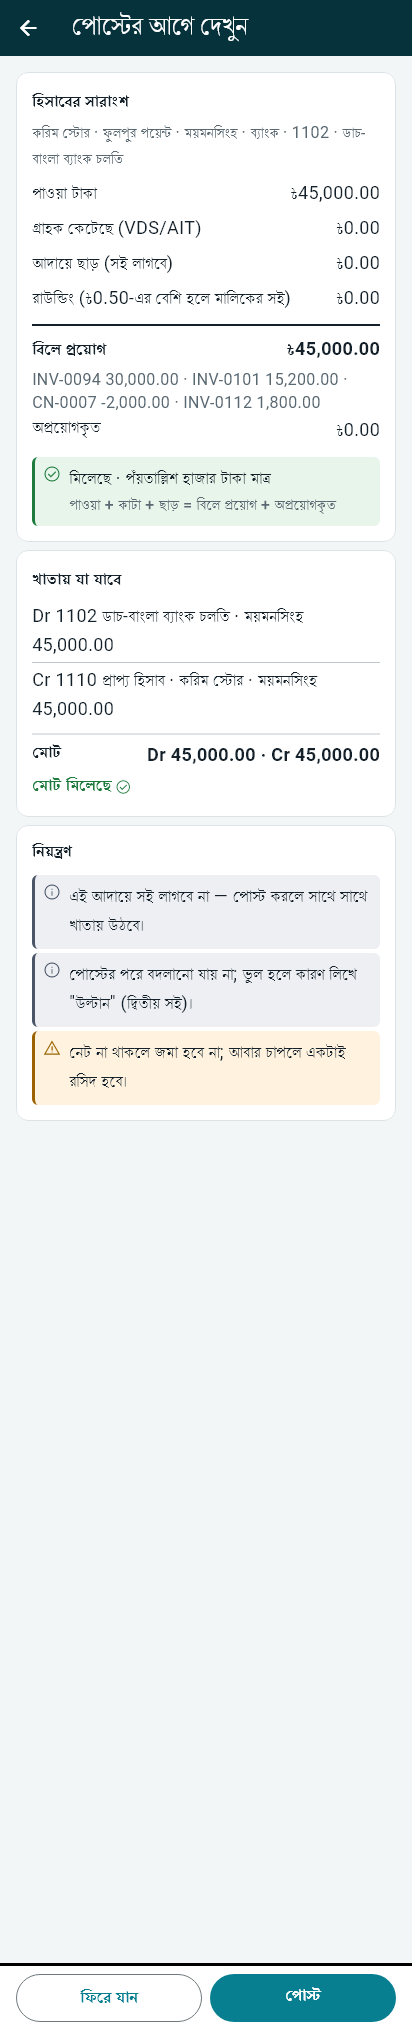 পোস্টের আগে দেখুন
হিসাবের সারাংশ
করিম স্টোর · ফুলপুর পয়েন্ট · ময়মনসিংহ · ব্যাংক · 1102 · ডাচ-
বাংলা ব্যাংক চলতি
পাওয়া টাকা ৳45,000.00
গ্রাহক কেটেছে (VDS/AIT) ৳0.00
আদায়ে ছাড় (সই লাগবে) ৳0.00
রাউন্ডিং (৳0.50-এর বেশি হলে মালিকের সই) ৳0.00
বিলে প্রয়োগ ৳45,000.00
INV-0094 30,000.00 · INV-0101 15,200.00 ·
CN-0007 -2,000.00 · INV-0112 1,800.00
অপ্রয়োগকৃত ৳0.00
মিলেছে · পঁয়তাল্লিশ হাজার টাকা মাত্র
পাওয়া + কাটা + ছাড় = বিলে প্রয়োগ + অপ্রয়োগকৃত
খাতায় যা যাবে
Dr 1102 ডাচ-বাংলা ব্যাংক চলতি · ময়মনসিংহ
45,000.00
Cr 1110 প্রাপ্য হিসাব · করিম স্টোর · ময়মনসিংহ
45,000.00
মোট Dr 45,000.00 · Cr 45,000.00
মোট মিলেছে
নিয়ন্ত্রণ
এই আদায়ে সই লাগবে না — পোস্ট করলে সাথে সাথে
খাতায় উঠবে।
পোস্টের পরে বদলানো যায় না; ভুল হলে কারণ লিখে
"উল্টান" (দ্বিতীয় সই)।
নেট না থাকলে জমা হবে না; আবার চাপলে একটাই
রসিদ হবে।
ফিরে যান পোস্ট